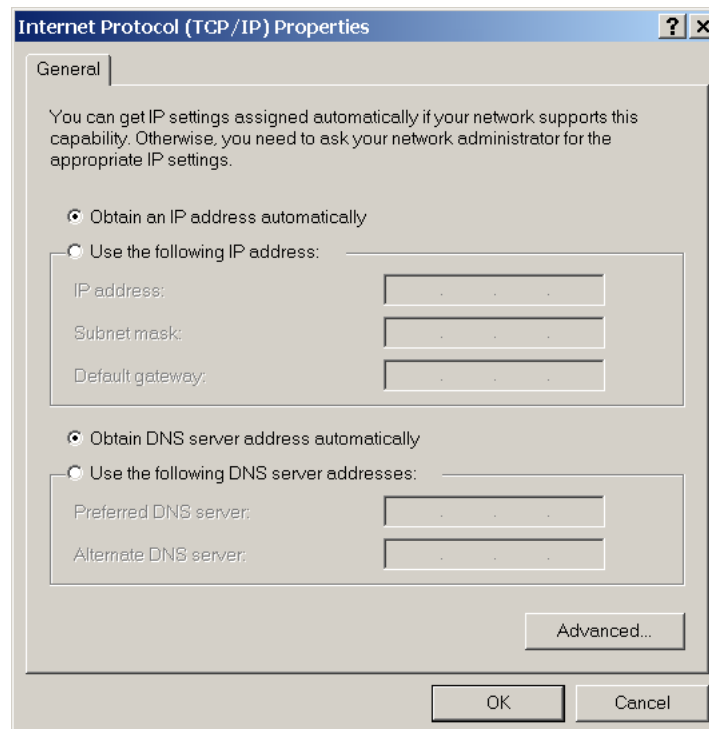 Internet Protocol (TCP/IP) Properties
General
You can get IP settings assigned automatically if your network supports this
capability. Otherwise, you need to ask your network administrator for the
appropriate IP settings.
Obtain an IP address automatically
Use the following IP address:
IP address:
Subnet mask:
Default gateway:
Obtain DNS server address automatically
Use the following DNS server addresses:
Preferred DNS server:
Alternate DNS server:
Advanced...
OK Cancel